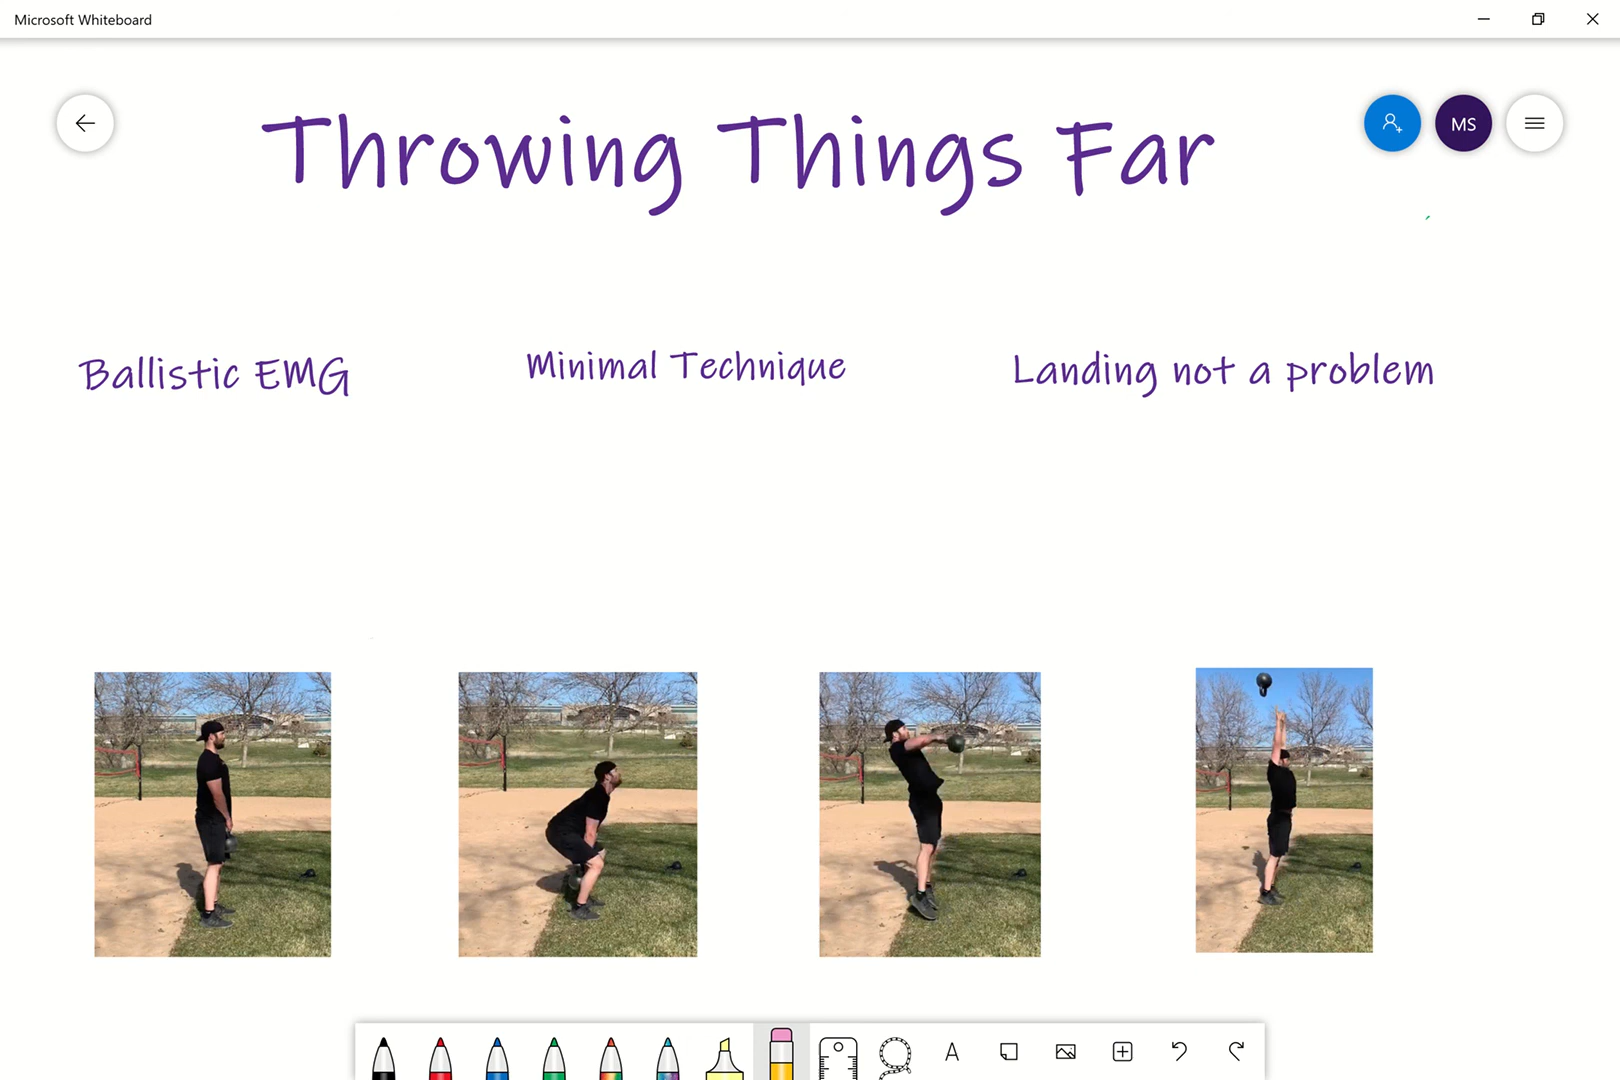 Microsoft Whiteboard
Throwing Things Far
MS
Ballistic EMG
Minimal Technique
Landing not a problem